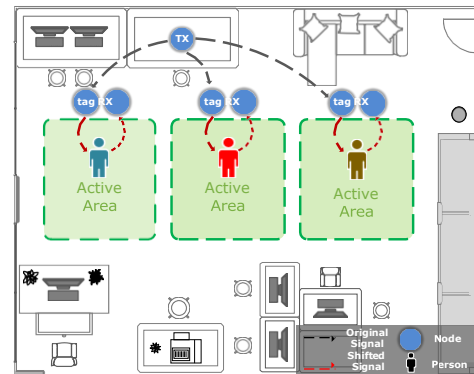 TX
tag RX
tag RX
tag RX
Active
Area
Active
Area
Active
Area
Original
Signal
Node
Shifted
Signal
Person